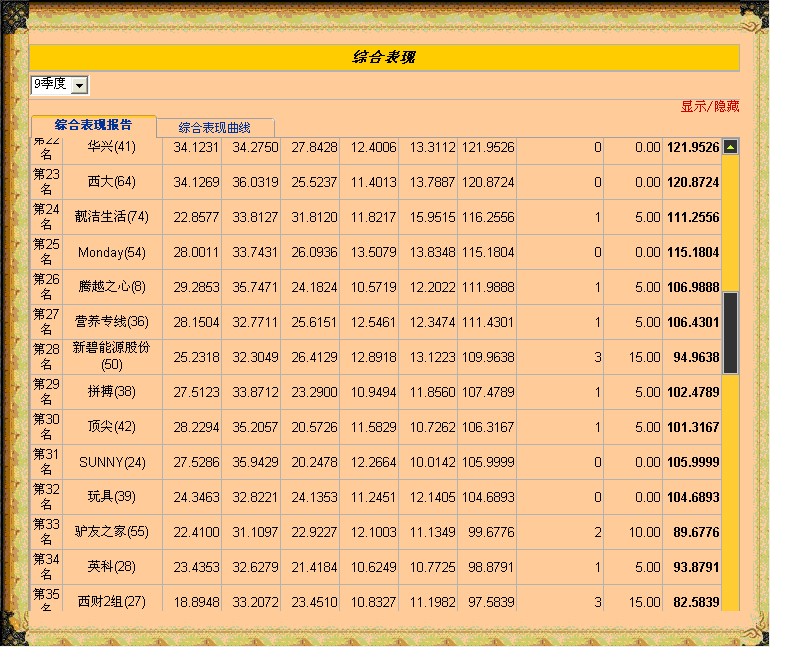 综合表现
9季度
显示/隐藏
综合表现报告 综合表现曲线
第22名 华兴(41) 34.1231 34.2750 27.8428 12.4006 13.3112 121.9526 0 0.00 121.9526
第23名 西大(64) 34.1269 36.0319 25.5237 11.4013 13.7887 120.8724 0 0.00 120.8724
第24名 靓洁生活(74) 22.8577 33.8127 31.8120 11.8217 15.9515 116.2556 1 5.00 111.2556
第25名 Monday(54) 28.0011 33.7431 26.0936 13.5079 13.8348 115.1804 0 0.00 115.1804
第26名 腾越之心(8) 29.2853 35.7471 24.1824 10.5719 12.2022 111.9888 1 5.00 106.9888
第27名 营养专线(36) 28.1504 32.7711 25.6151 12.5461 12.3474 111.4301 1 5.00 106.4301
第28名 新碧能源股份(50) 25.2318 32.3049 26.4129 12.8918 13.1223 109.9638 3 15.00 94.9638
第29名 拼搏(38) 27.5123 33.8712 23.2900 10.9494 11.8560 107.4789 1 5.00 102.4789
第30名 顶尖(42) 28.2294 35.2057 20.5726 11.5829 10.7262 106.3167 1 5.00 101.3167
第31名 SUNNY(24) 27.5286 35.9429 20.2478 12.2664 10.0142 105.9999 0 0.00 105.9999
第32名 玩具(39) 24.3463 32.8221 24.1353 11.2451 12.1405 104.6893 0 0.00 104.6893
第33名 驴友之家(55) 22.4100 31.1097 22.9227 12.1003 11.1349 99.6776 2 10.00 89.6776
第34名 英科(28) 23.4353 32.6279 21.4184 10.6249 10.7725 98.8791 1 5.00 93.8791
第35名 西财2组(27) 18.8948 33.2072 23.4510 10.8327 11.1982 97.5839 3 15.00 82.5839